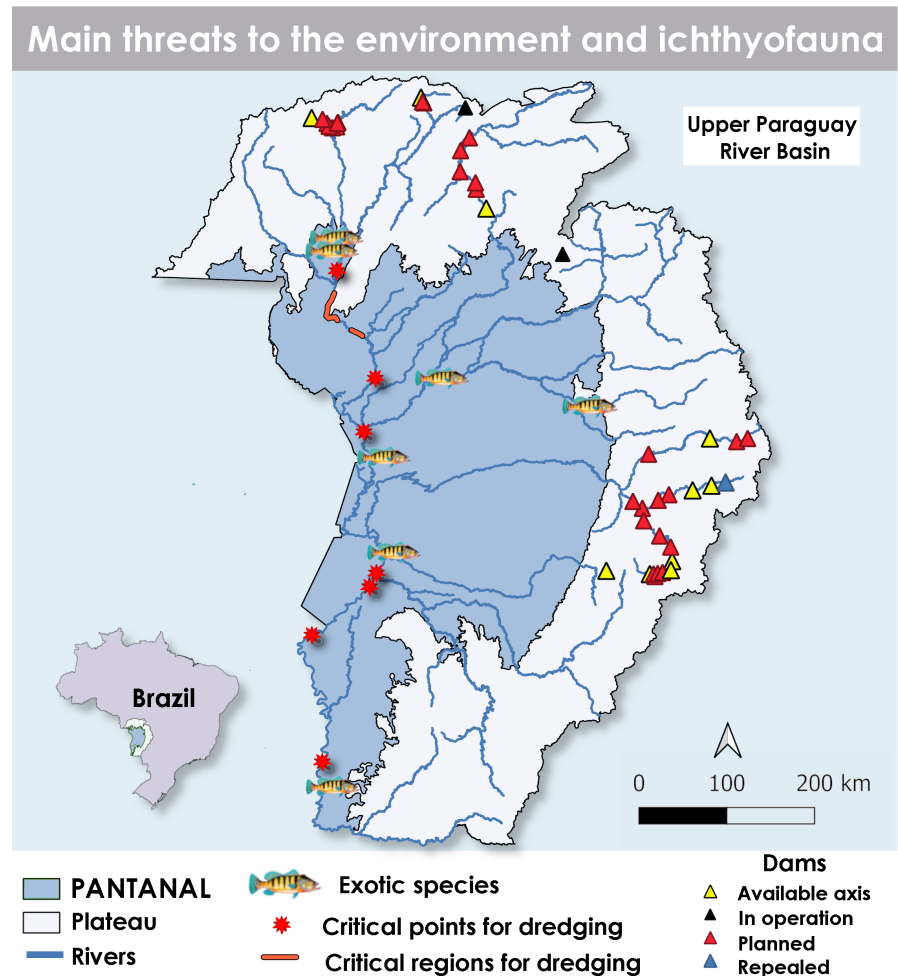 Main threats to the environment and ichthyofauna
Upper Paraguay
River Basin
Brazil
0 100 200 km
PANTANAL
Plateau
Rivers
Exotic species
Critical points for dredging
Critical regions for dredging
Dams
Available axis
In operation
Planned
Repealed